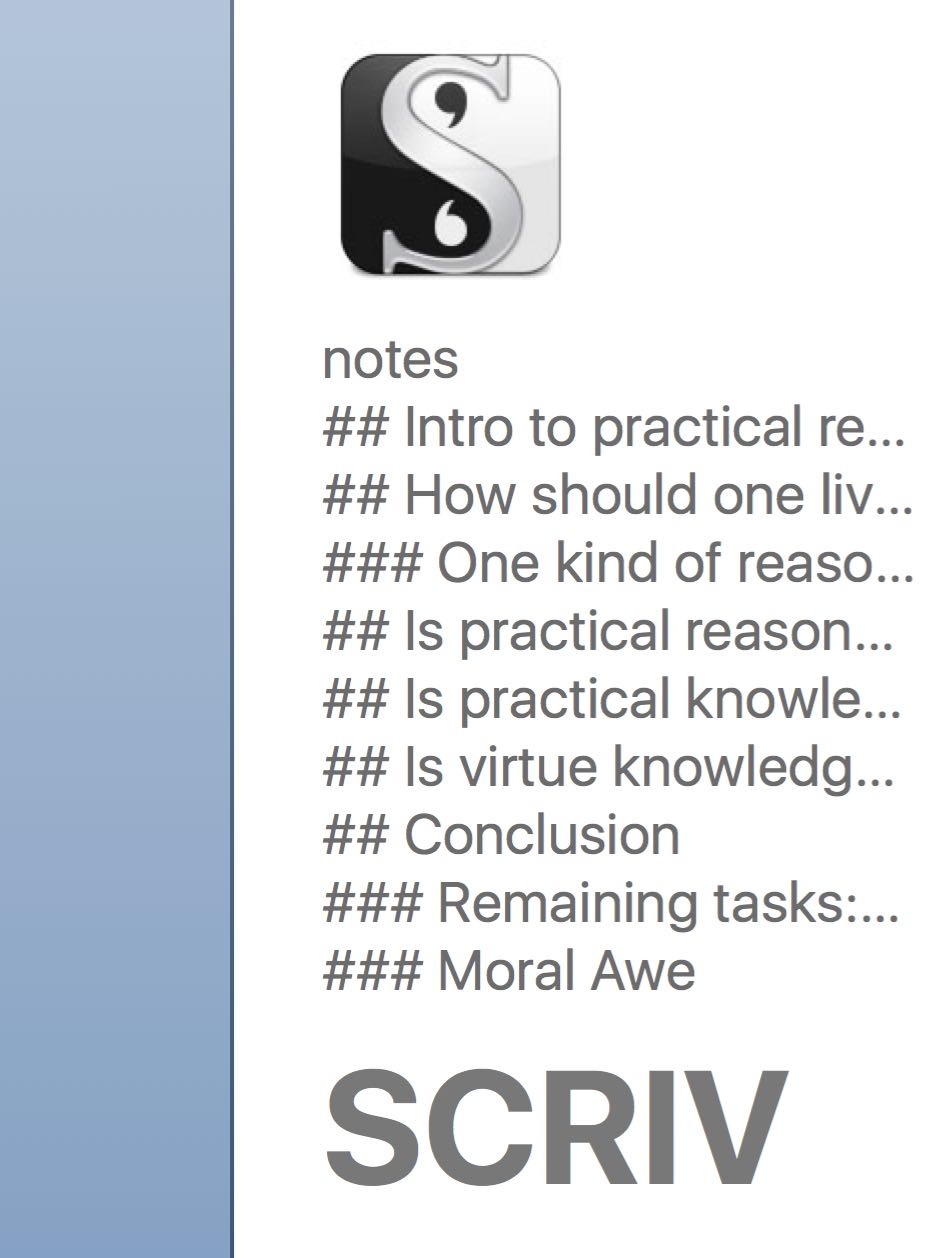 notes
## Intro to practical re...
## How should one liv...
### One kind of reaso...
## Is practical reason...
## Is practical knowle...
## Is virtue knowledg...
## Conclusion
### Remaining tasks:...
### Moral Awe
SCRIV